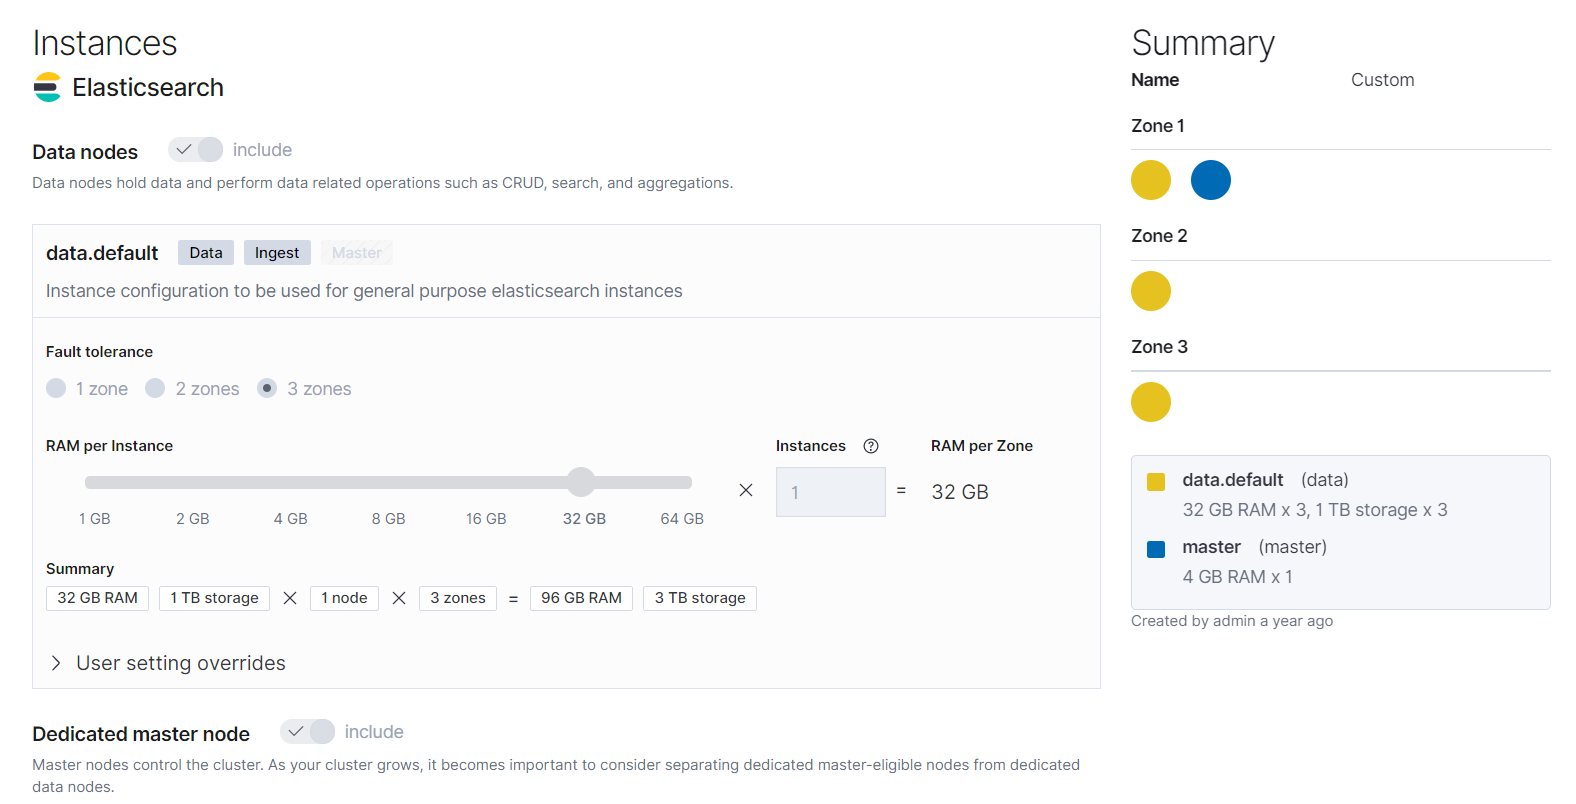 Instances
Elasticsearch
Data nodes include
Data nodes hold data and perform data related operations such as CRUD, search, and aggregations.
data.default Data Ingest Master
Instance configuration to be used for general purpose elasticsearch instances
Fault tolerance
1 zone 2 zones 3 zones
RAM per Instance Instances ? RAM per Zone
1 = 32 GB
1 GB 2 GB 4 GB 8 GB 16 GB 32 GB 64 GB
Summary
32 GB RAM 1 TB storage × 1 node × 3 zones = 96 GB RAM 3 TB storage
User setting overrides
Dedicated master node include
Master nodes control the cluster. As your cluster grows, it becomes important to consider separating dedicated master-eligible nodes from dedicated
data nodes.
Summary
Name Custom
Zone 1
Zone 2
Zone 3
data.default (data)
32 GB RAM x 3, 1 TB storage x 3
master (master)
4 GB RAM x 1
Created by admin a year ago